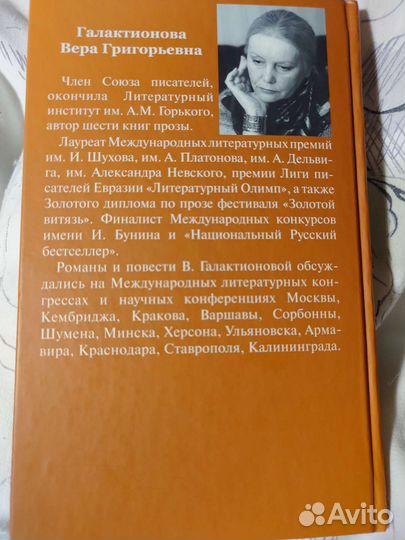 Галактионова
Вера Григорьевна
Член Союза писателей,
окончила Литературный
институт им. А.М. Горького,
автор шести книг прозы.
Лауреат Международных литературных премий
им. И. Шухова, им. А. Платонова, им. А. Дельви-
га, им. Александра Невского, премии Лиги пи-
сателей Евразии «Литературный Олимп», а также
Золотого диплома по прозе фестиваля «Золотой
витязь». Финалист Международных конкурсов
имени И. Бунина и «Национальный Русский
бестселлер».
Романы и повести В. Галактионовой обсуж-
дались на Международных литературных кон-
грессах и научных конференциях Москвы,
Кембриджа, Кракова, Варшавы, Сорбонны,
Шумена, Минска, Херсона, Ульяновска, Арма-
вира, Краснодара, Ставрополя, Калининграда.
Avito